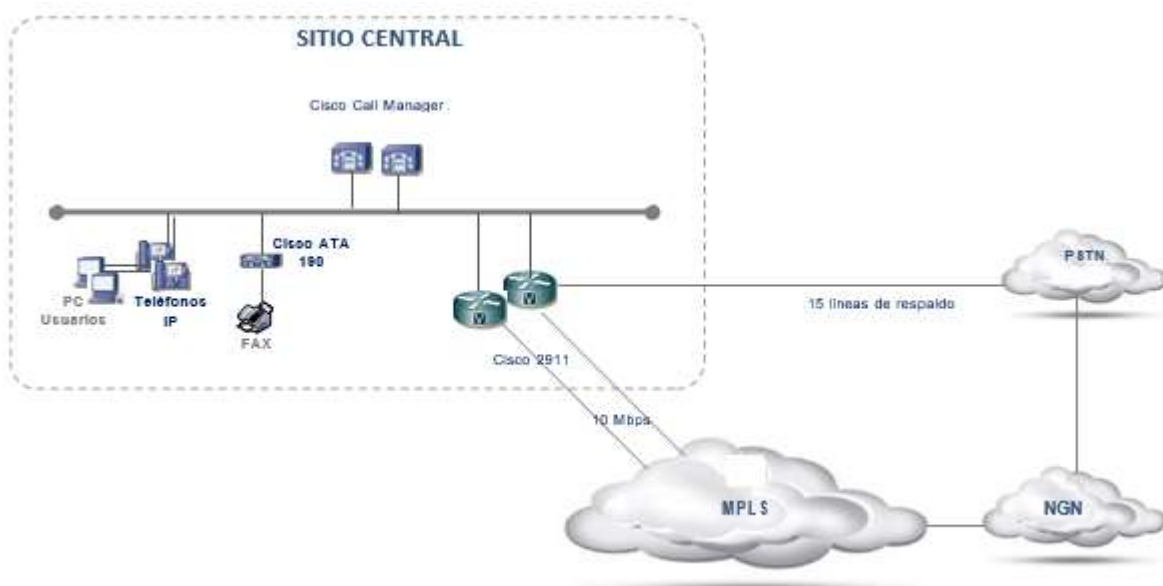 SITIO CENTRAL
Cisco Call Manager.
Cisco ATA
190
PC
Usuarios
Teléfonos
IP
FAX
V
V
Cisco 2911
10 Mbps
15 líneas de respaldo
PSTN
MPLS
NGN